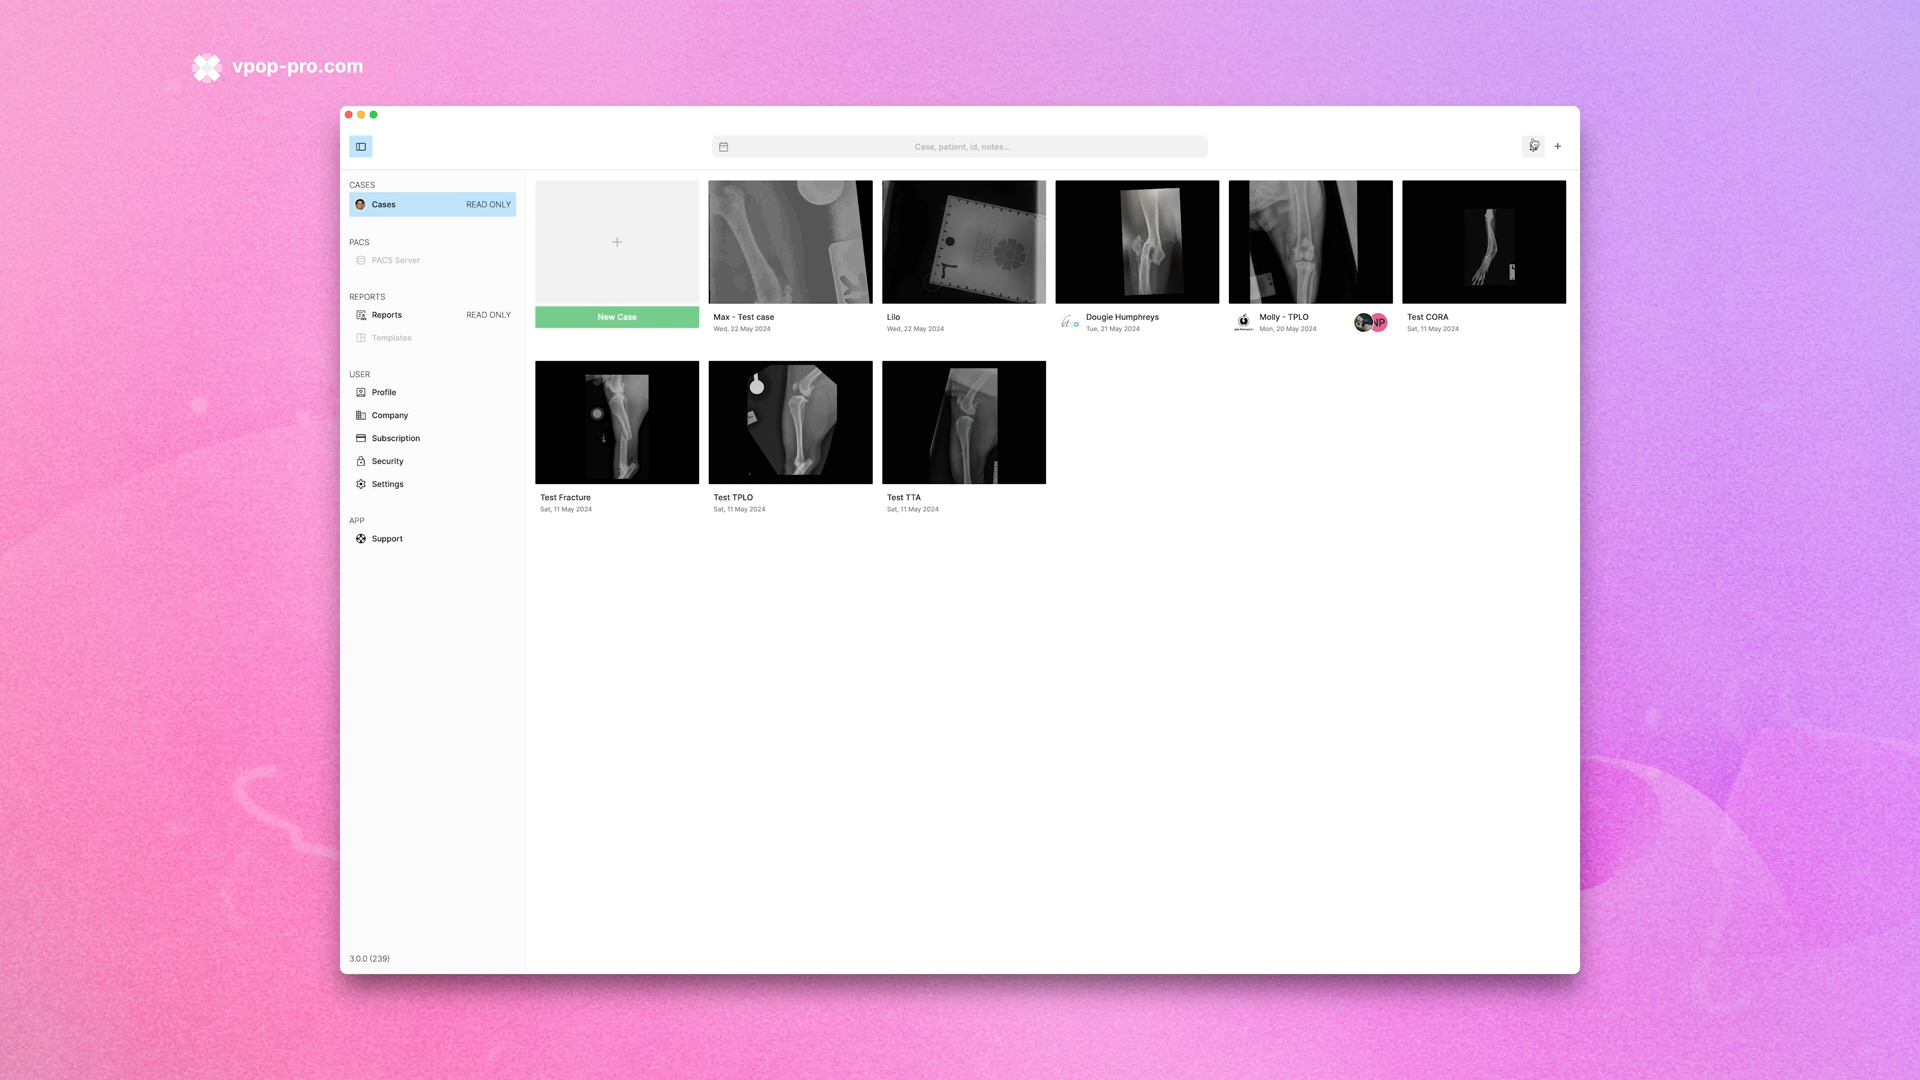 vpop-pro.com
Case, patient, id, notes...
CASES
Cases READ ONLY
PACS
PACS Server
REPORTS
Reports READ ONLY
Templates
USER
Profile
Company
Subscription
Security
Settings
APP
Support
3.0.0 (239)
New Case
Max - Test case
Wed, 22 May 2024
Lilo
Wed, 22 May 2024
Dougie Humphreys
Tue, 21 May 2024
Molly - TPLO
Mon, 20 May 2024
NP
Test CORA
Sat, 11 May 2024
Test Fracture
Sat, 11 May 2024
Test TPLO
Sat, 11 May 2024
Test TTA
Sat, 11 May 2024